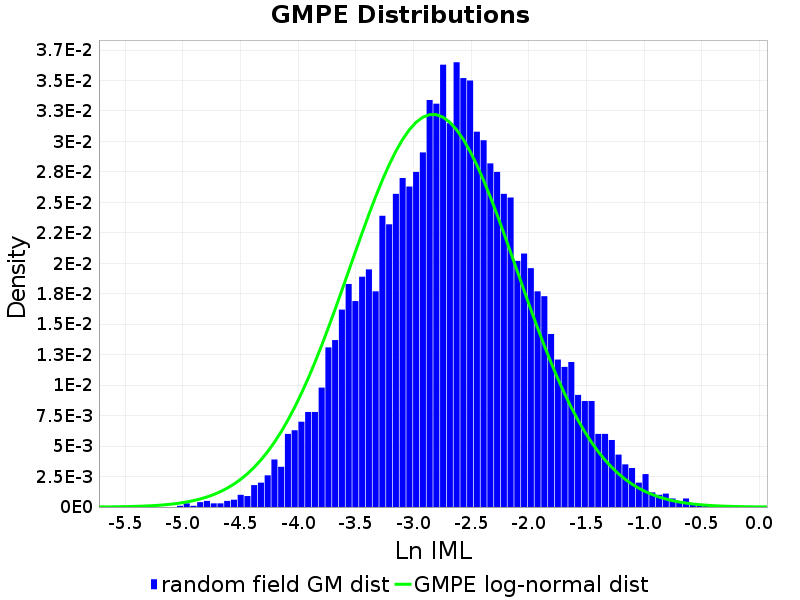 GMPE Distributions
3.7E-2
3.5E-2
3.3E-2
3E-2
2.8E-2
2.5E-2
2.2E-2
2E-2
1.8E-2
1.5E-2
1.3E-2
1E-2
7.5E-3
5E-3
2.5E-3
0E0
Density
-5.5 -5.0 -4.5 -4.0 -3.5 -3.0 -2.5 -2.0 -1.5 -1.0 -0.5 0.0
Ln IML
random field GM dist GMPE log-normal dist